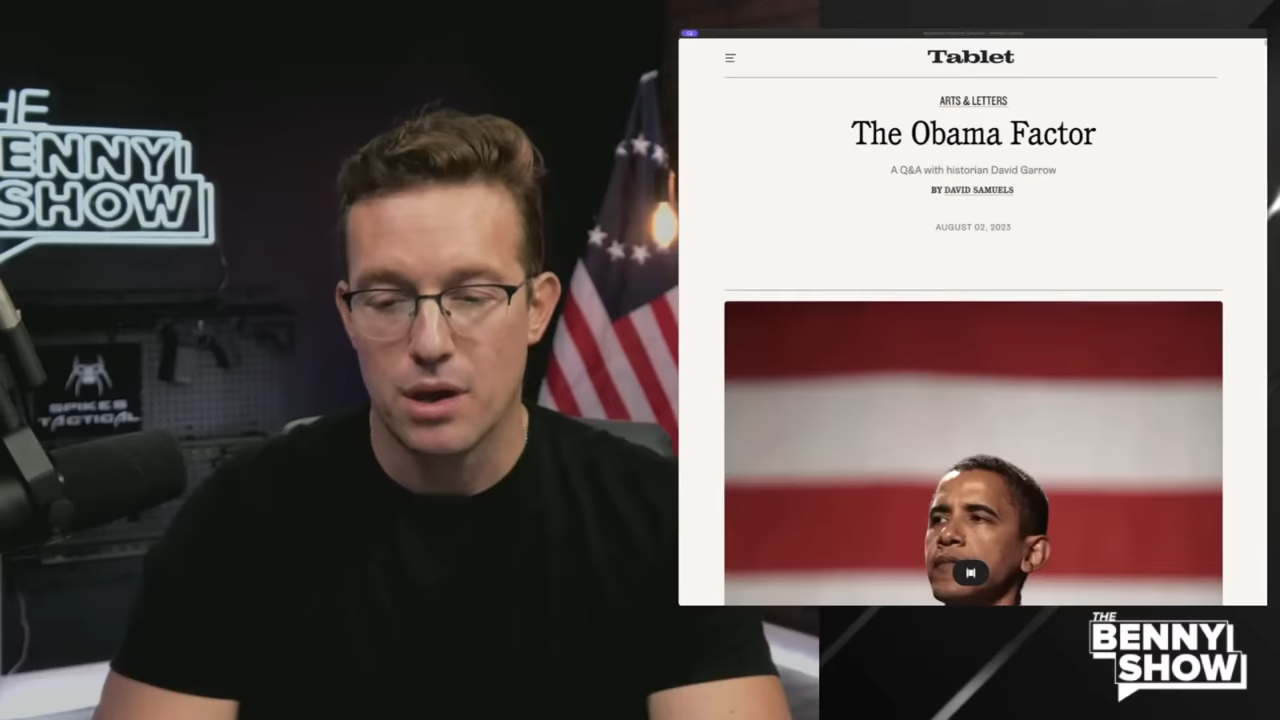 THE
BENNY
SHOW
SPIKES
TACTICAL
Tablet
ARTS & LETTERS
The Obama Factor
A Q&A with historian David Garrow
BY DAVID SAMUELS
AUGUST 02, 2023
THE
BENNY
SHOW